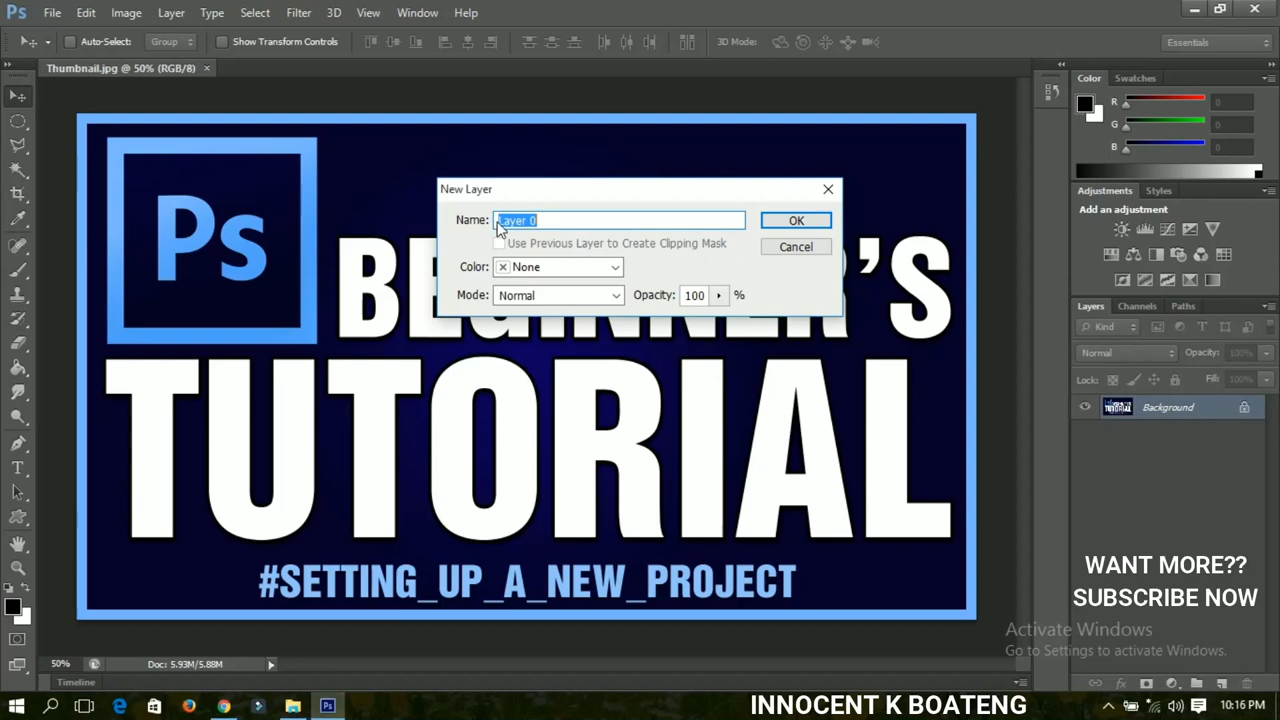 Ps File Edit Image Layer Type Select Filter 3D View Window Help
Auto-Select: Group Show Transform Controls 3D Mode: Essentials
Thumbnail.jpg @ 50% (RGB/8) ×
Color Swatches
R 0
G 0
B 0
Adjustments Styles
Add an adjustment
Layers Channels Paths
Kind
Normal Opacity: 100%
Lock: Fill: 100%
Background
New Layer
Name: Layer 0 OK
Use Previous Layer to Create Clipping Mask Cancel
Color: None
Mode: Normal Opacity: 100 %
Ps
BEGINNER'S
TUTORIAL
#SETTING_UP_A_NEW_PROJECT
WANT MORE??
SUBSCRIBE NOW
Activate Windows
Go to Settings to activate Windows.
50% Doc: 5.93M/5.88M
Timeline
INNOCENT K BOATENG
10:16 PM